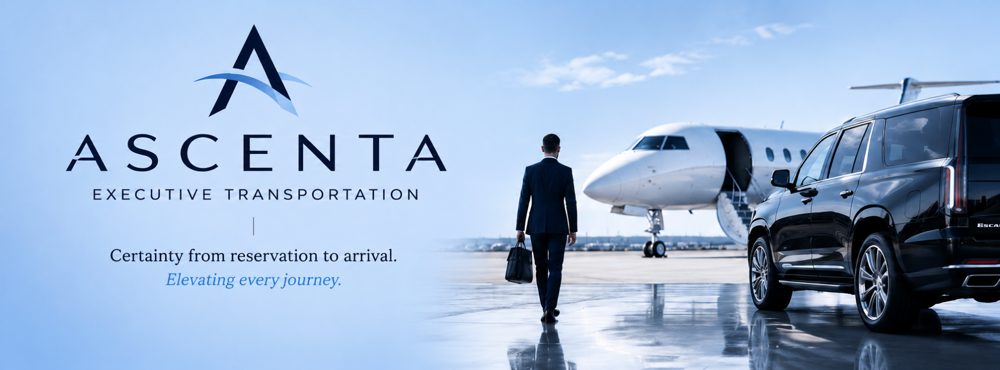 ASCENTA
EXECUTIVE TRANSPORTATION
Certainty from reservation to arrival.
Elevating every journey.